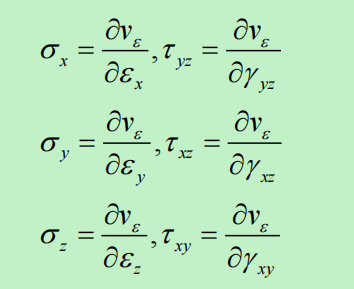 σ_x = ∂v_ε/∂ε_x , τ_yz = ∂v_ε/∂γ_yz
σ_y = ∂v_ε/∂ε_y , τ_xz = ∂v_ε/∂γ_xz
σ_z = ∂v_ε/∂ε_z , τ_xy = ∂v_ε/∂γ_xy